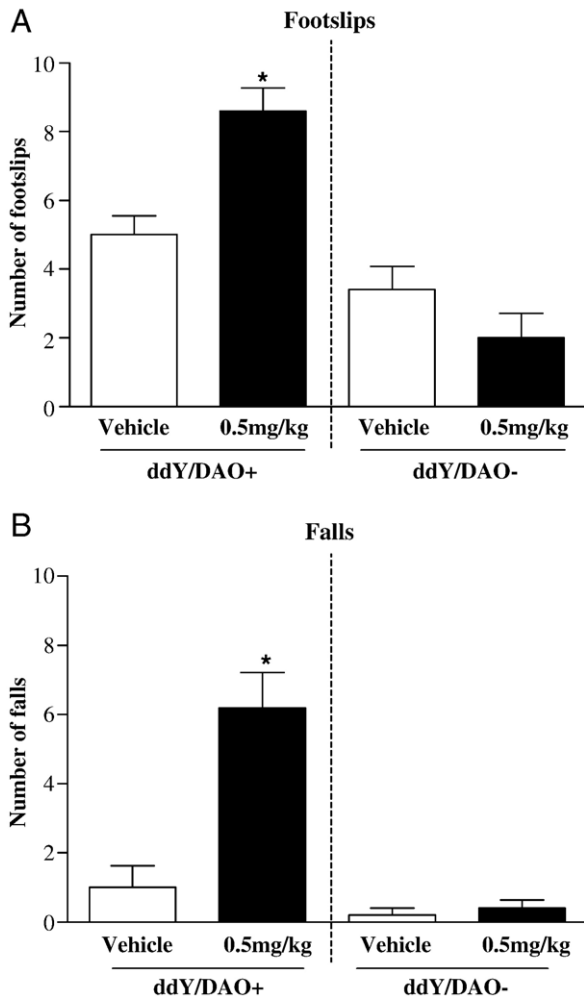 A
Footslips
Number of footslips
10
8
6
4
2
0
*
Vehicle 0.5mg/kg Vehicle 0.5mg/kg
ddY/DAO+ ddY/DAO-
B
Falls
Number of falls
10
8
6
4
2
0
*
Vehicle 0.5mg/kg Vehicle 0.5mg/kg
ddY/DAO+ ddY/DAO-